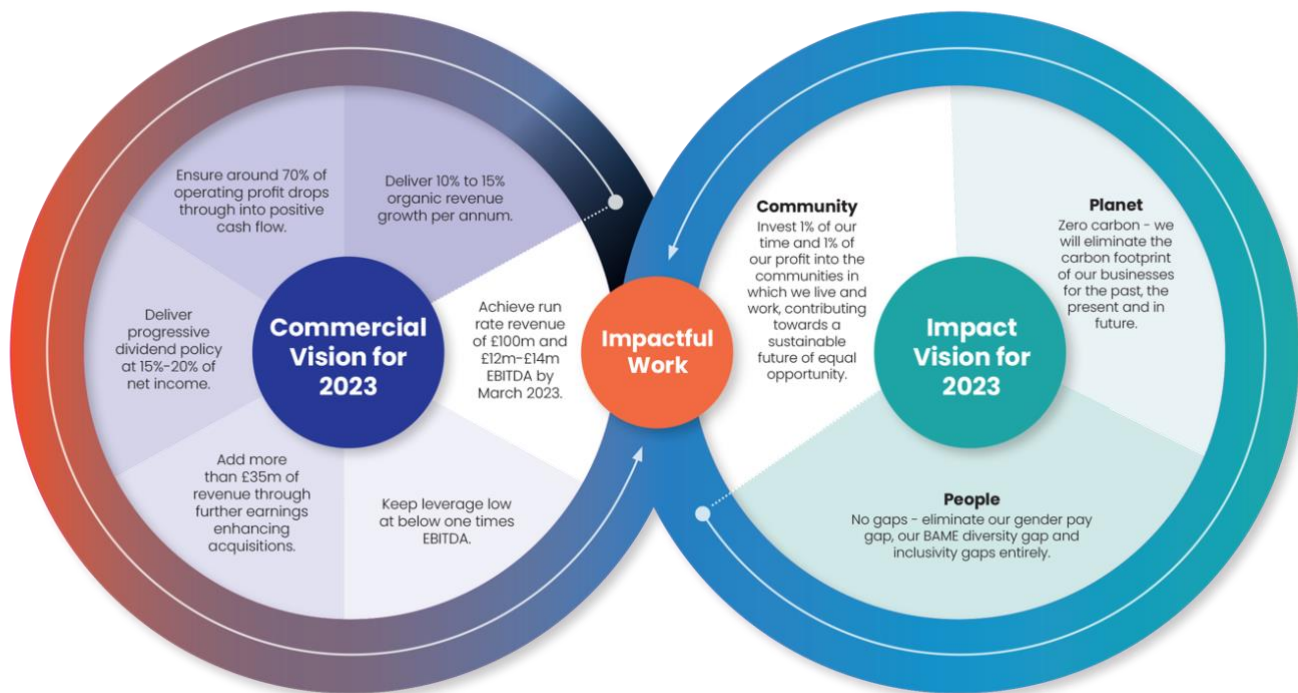 Commercial
Vision for
2023
Ensure around 70% of
operating profit drops
through into positive
cash flow.
Deliver 10% to 15%
organic revenue
growth per annum.
Achieve run
rate revenue
of £100m and
£12m-£14m
EBITDA by
March 2023.
Keep leverage low
at below one times
EBITDA.
Add more
than £35m of
revenue through
further earnings
enhancing
acquisitions.
Deliver
progressive
dividend policy
at 15%-20% of
net income.
Impactful
Work
Impact
Vision for
2023
Community
Invest 1% of our
time and 1% of
our profit into the
communities in
which we live and
work, contributing
towards a
sustainable
future of equal
opportunity.
Planet
Zero carbon - we
will eliminate the
carbon footprint
of our businesses
for the past, the
present and in
future.
People
No gaps - eliminate our gender pay
gap, our BAME diversity gap and
inclusivity gaps entirely.